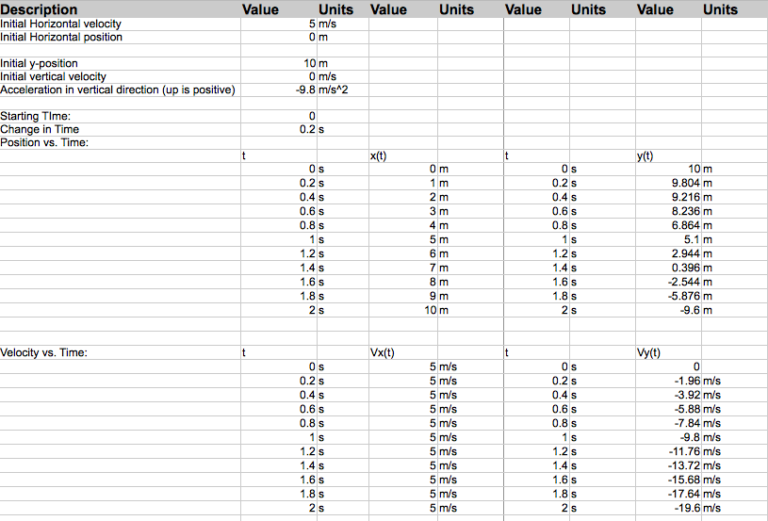 Description Value Units Value Units Value Units Value Units
Initial Horizontal velocity 5 m/s
Initial Horizontal position 0 m
Initial y-position 10 m
Initial vertical velocity 0 m/s
Acceleration in vertical direction (up is positive) -9.8 m/s^2
Starting TIme: 0
Change in Time 0.2 s
Position vs. Time:
t x(t) t y(t)
0 s 0 m 0 s 10 m
0.2 s 1 m 0.2 s 9.804 m
0.4 s 2 m 0.4 s 9.216 m
0.6 s 3 m 0.6 s 8.236 m
0.8 s 4 m 0.8 s 6.864 m
1 s 5 m 1 s 5.1 m
1.2 s 6 m 1.2 s 2.944 m
1.4 s 7 m 1.4 s 0.396 m
1.6 s 8 m 1.6 s -2.544 m
1.8 s 9 m 1.8 s -5.876 m
2 s 10 m 2 s -9.6 m
Velocity vs. Time: t Vx(t) t Vy(t)
0 s 5 m/s 0 s 0
0.2 s 5 m/s 0.2 s -1.96 m/s
0.4 s 5 m/s 0.4 s -3.92 m/s
0.6 s 5 m/s 0.6 s -5.88 m/s
0.8 s 5 m/s 0.8 s -7.84 m/s
1 s 5 m/s 1 s -9.8 m/s
1.2 s 5 m/s 1.2 s -11.76 m/s
1.4 s 5 m/s 1.4 s -13.72 m/s
1.6 s 5 m/s 1.6 s -15.68 m/s
1.8 s 5 m/s 1.8 s -17.64 m/s
2 s 5 m/s 2 s -19.6 m/s